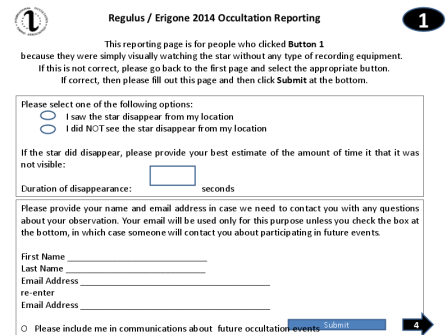 Regulus / Erigone 2014 Occultation Reporting
1
This reporting page is for people who clicked Button 1
because they were simply visually watching the star without any type of recording equipment.
If this is not correct, please go back to the first page and select the appropriate button.
If correct, then please fill out this page and then click Submit at the bottom.
Please select one of the following options:
I saw the star disappear from my location
I did NOT see the star disappear from my location
If the star did disappear, please provide your best estimate of the amount of time it that it was
not visible:
Duration of disappearance: seconds
Please provide your name and email address in case we need to contact you with any questions
about your observation. Your email will be used only for this purpose unless you check the box at
the bottom, in which case someone will contact you about participating in future events.
First Name
Last Name
Email Address
re-enter
Email Address
O Please include me in communications about future occultation events
Submit
4